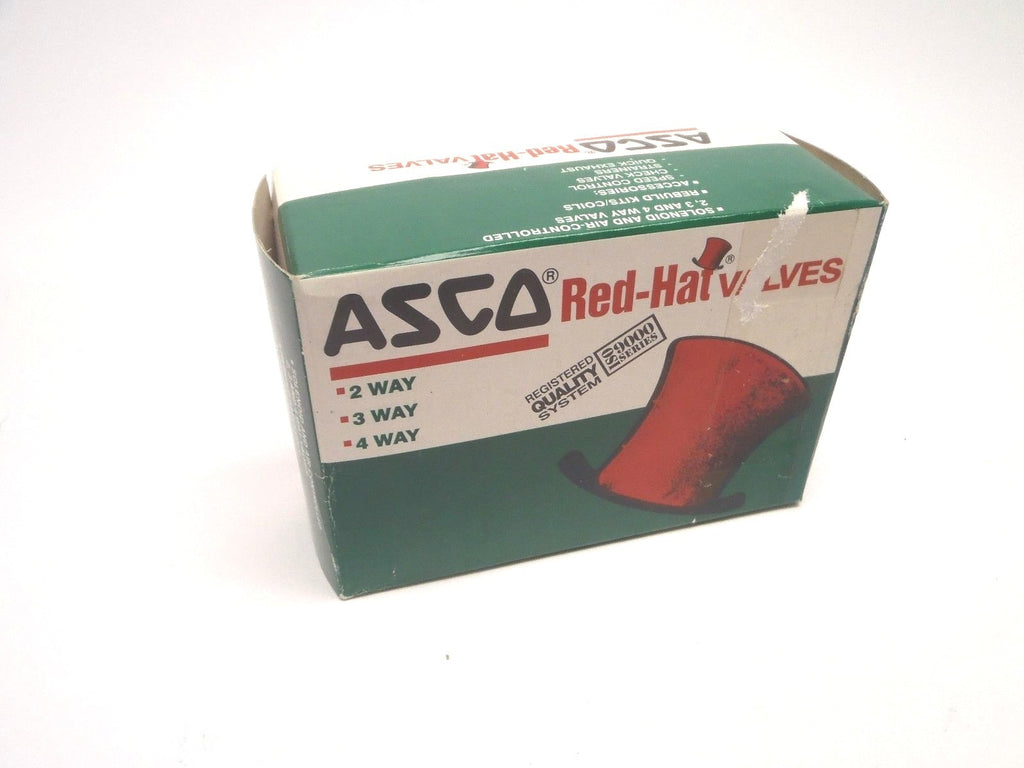 ASCO® Red-Hat VALVES
■ SOLENOID AND AIR-CONTROLLED
2, 3 AND 4 WAY VALVES
■ REBUILD KITS/COILS
■ ACCESSORIES:
- SPEED CONTROL
- CHECK VALVES
- STRAINERS
- QUICK EXHAUST
ASCO® Red-Hat® VALVES
▪2 WAY
▪3 WAY
▪4 WAY
REGISTERED
QUALITY
SYSTEM
ISO 9000
SERIES